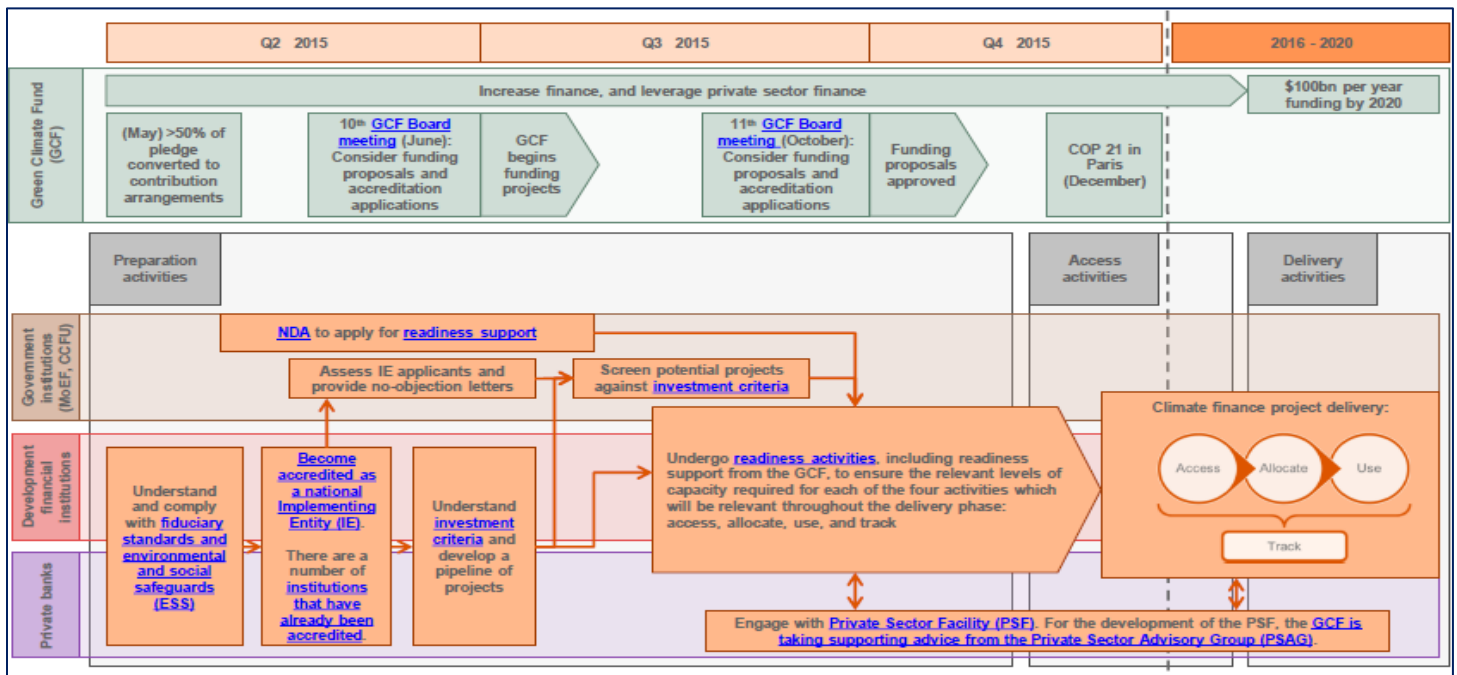 Q2 2015
Q3 2015
Q4 2015
2016 - 2020
Green Climate Fund
(GCF)
Increase finance, and leverage private sector finance
$100bn per year
funding by 2020
(May) >50% of
pledge
converted to
contribution
arrangements
10th GCF Board
meeting (June):
Consider funding
proposals and
accreditation
applications
GCF
begins
funding
projects
11th GCF Board
meeting (October):
Consider funding
proposals and
accreditation
applications
Funding
proposals
approved
COP 21 in
Paris
(December)
Preparation
activities
Access
activities
Delivery
activities
Government
institutions
(MoEF, CCFU)
NDA to apply for readiness support
Assess IE applicants and
provide no-objection letters
Screen potential projects
against investment criteria
Development
financial
institutions
Private banks
Understand
and comply
with fiduciary
standards and
environmental
and social
safeguards
(ESS)
Become
accredited as
a national
Implementing
Entity (IE).
There are a
number of
institutions
that have
already been
accredited.
Understand
investment
criteria and
develop a
pipeline of
projects
Undergo readiness activities, including readiness
support from the GCF, to ensure the relevant levels of
capacity required for each of the four activities which
will be relevant throughout the delivery phase:
access, allocate, use, and track
Climate finance project delivery:
Access
Allocate
Use
Track
Engage with Private Sector Facility (PSF). For the development of the PSF, the GCF is
taking supporting advice from the Private Sector Advisory Group (PSAG).